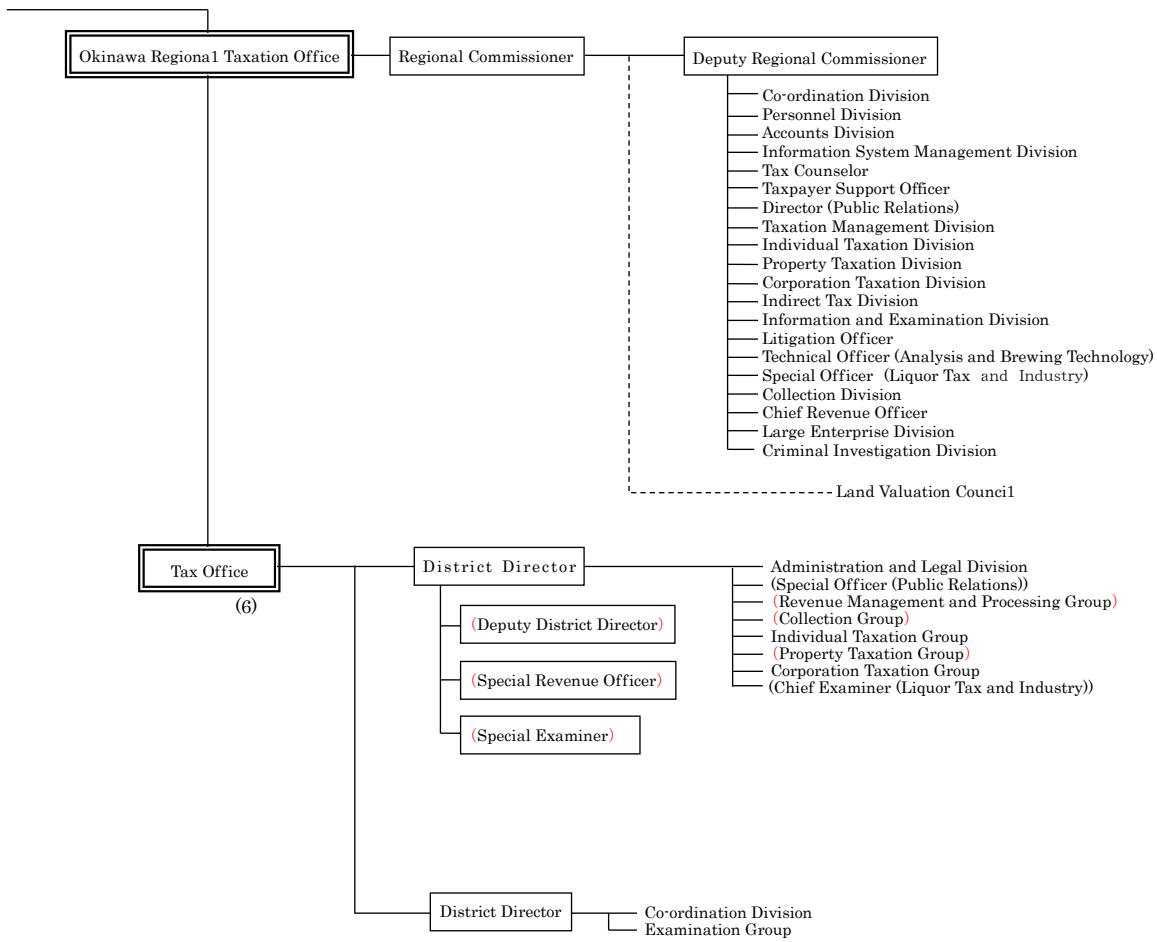 Okinawa Regiona1 Taxation Office
Regional Commissioner
Deputy Regional Commissioner
Co-ordination Division
Personnel Division
Accounts Division
Information System Management Division
Tax Counselor
Taxpayer Support Officer
Director (Public Relations)
Taxation Management Division
Individual Taxation Division
Property Taxation Division
Corporation Taxation Division
Indirect Tax Division
Information and Examination Division
Litigation Officer
Technical Officer (Analysis and Brewing Technology)
Special Officer (Liquor Tax and Industry)
Collection Division
Chief Revenue Officer
Large Enterprise Division
Criminal Investigation Division
Land Valuation Counci1
Tax Office
(6)
District Director
(Deputy District Director)
(Special Revenue Officer)
(Special Examiner)
Administration and Legal Division
(Special Officer (Public Relations))
(Revenue Management and Processing Group)
(Collection Group)
Individual Taxation Group
(Property Taxation Group)
Corporation Taxation Group
(Chief Examiner (Liquor Tax and Industry))
District Director
Co-ordination Division
Examination Group